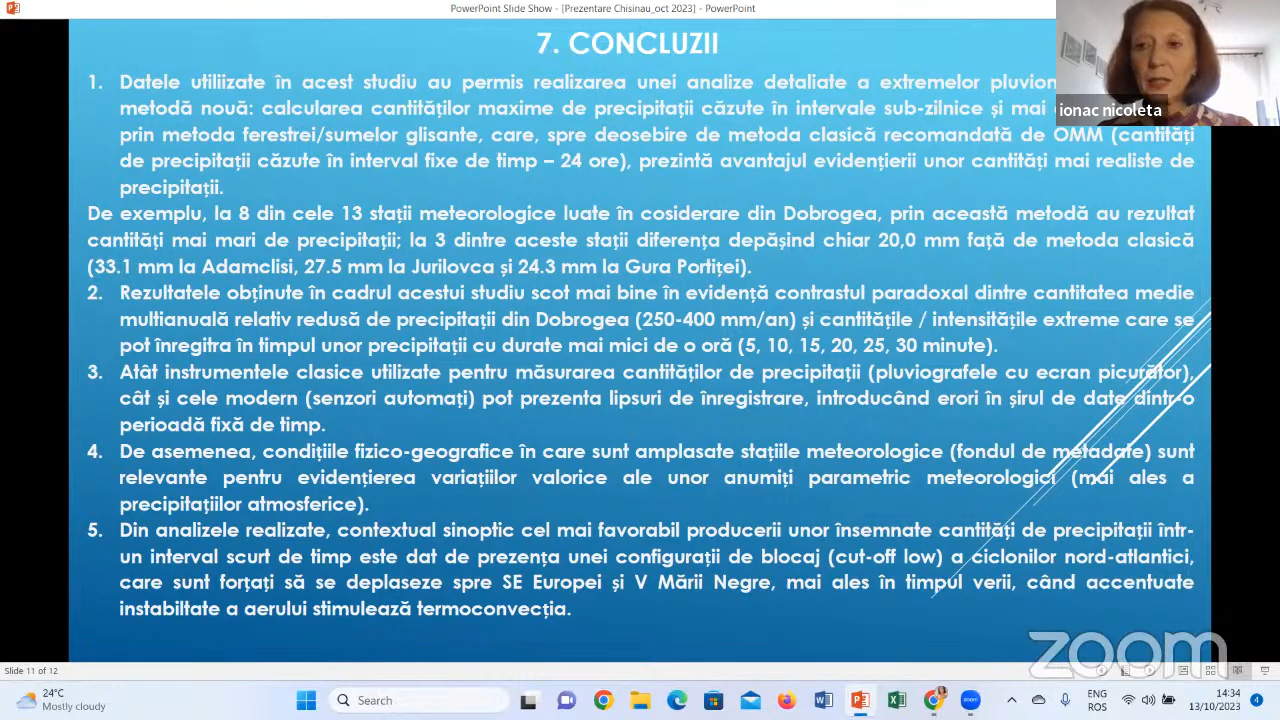 PowerPoint Slide Show - [Prezentare Chisinau_oct 2023] - PowerPoint
7. CONCLUZII
1. Datele utiliizate în acest studiu au permis realizarea unei analize detaliate a extremelor
metodă nouă: calcularea cantităților maxime de precipitații căzute în intervale sub-zilnice și mai
ionac nicoleta
prin metoda ferestrei/sumelor glisante, care, spre deosebire de metoda clasică recomandată de OMM (cantități
de precipitații căzute în interval fixe de timp – 24 ore), prezintă avantajul evidențierii unor cantități mai realiste de
precipitații.
De exemplu, la 8 din cele 13 stații meteorologice luate în cosiderare din Dobrogea, prin această metodă au rezultat
cantități mai mari de precipitații; la 3 dintre aceste stații diferența depășind chiar 20,0 mm față de metoda clasică
(33.1 mm la Adamclisi, 27.5 mm la Jurilovca și 24.3 mm la Gura Portiței).
2. Rezultatele obținute în cadrul acestui studiu scot mai bine în evidență contrastul paradoxal dintre cantitatea medie
multianuală relativ redusă de precipitații din Dobrogea (250-400 mm/an) și cantitățile / intensitățile extreme care se
pot înregitra în timpul unor precipitații cu durate mai mici de o oră (5, 10, 15, 20, 25, 30 minute).
3. Atât instrumentele clasice utilizate pentru măsurarea cantităților de precipitații (pluviografele cu ecran picurător),
cât și cele modern (senzori automați) pot prezenta lipsuri de înregistrare, introducând erori în șirul de date dintr-o
perioadă fixă de timp.
4. De asemenea, condițiile fizico-geografice în care sunt amplasate stațiile meteorologice (fondul de metadate) sunt
relevante pentru evidențierea variațiilor valorice ale unor anumiți parametric meteorologici (mai ales a
precipitațiilor atmosferice).
5. Din analizele realizate, contextual sinoptic cel mai favorabil producerii unor însemnate cantități de precipitații într-
un interval scurt de timp este dat de prezența unei configurații de blocaj (cut-off low) a ciclonilor nord-atlantici,
care sunt forțați să se deplaseze spre SE Europei și V Mării Negre, mai ales în timpul verii, când accentuate
instabiltate a aerului stimulează termoconvecția.
zoom
Slide 11 of 12
24°C
Mostly cloudy
Search
ENG
ROS
14:34
13/10/2023
4